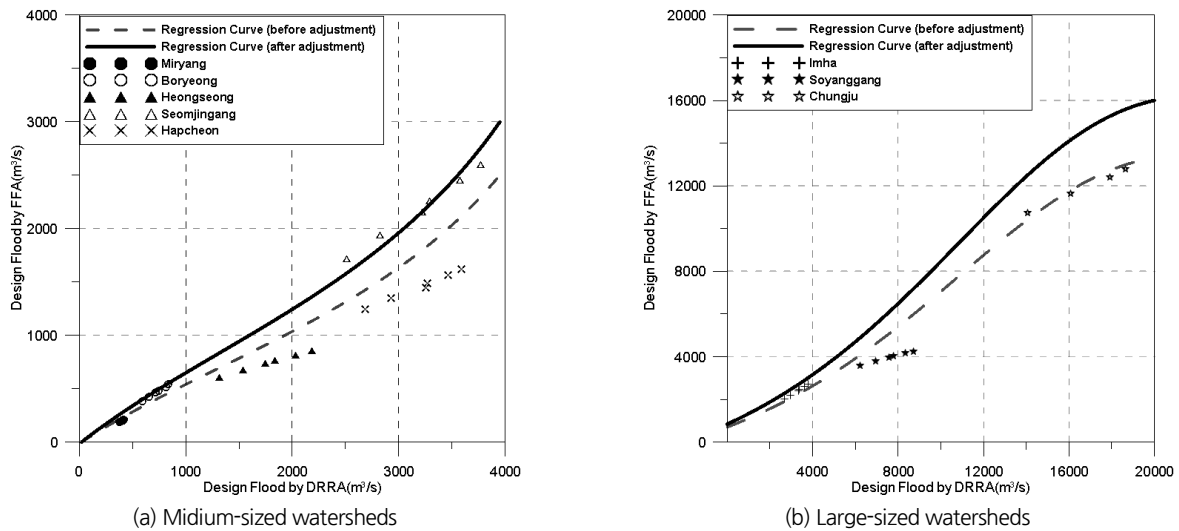 Regression Curve (before adjustment)
Regression Curve (after adjustment)
Miryang
Boryeong
Heongseong
Seomjingang
Hapcheon
4000
3000
2000
1000
0
Design Flood by FFA(m³/s)
0 1000 2000 3000 4000
Design Flood by DRRA(m³/s)
(a) Midium-sized watersheds
Regression Curve (before adjustment)
Regression Curve (after adjustment)
Imha
Soyanggang
Chungju
20000
16000
12000
8000
4000
0
Design Flood by FFA(m³/s)
4000 8000 12000 16000 20000
Design Flood by DRRA(m³/s)
(b) Large-sized watersheds